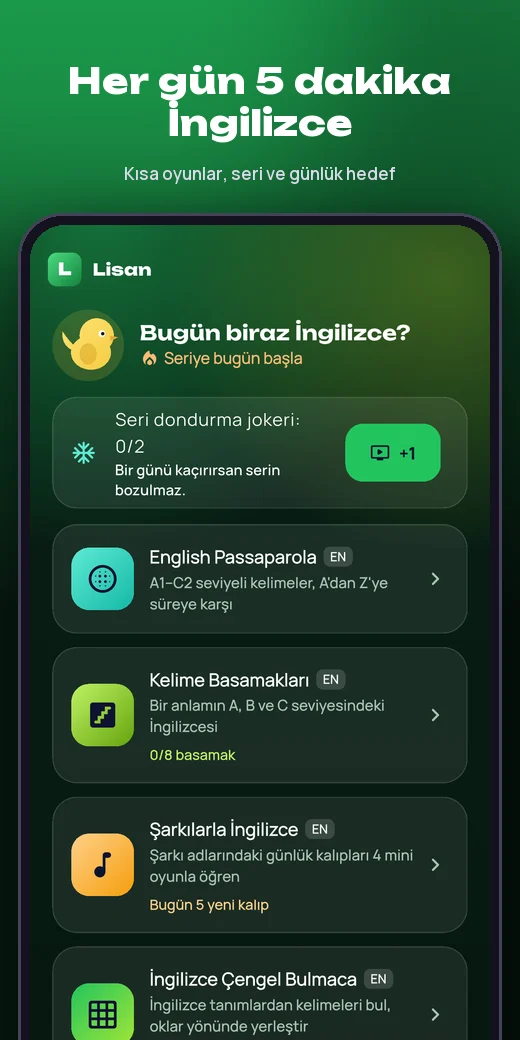 Her gün 5 dakika
İngilizce
Kısa oyunlar, seri ve günlük hedef
L Lisan
Bugün biraz İngilizce?
Seriye bugün başla
Seri dondurma jokeri:
0/2
Bir günü kaçırırsan serin
bozulmaz.
+1
English Passaparola EN
A1–C2 seviyeli kelimeler, A'dan Z'ye
süreye karşı
Kelime Basamakları EN
Bir anlamın A, B ve C seviyesindeki
İngilizcesi
0/8 basamak
Şarkılarla İngilizce EN
Şarkı adlarındaki günlük kalıpları 4 mini
oyunla öğren
Bugün 5 yeni kalıp
İngilizce Çengel Bulmaca EN
İngilizce tanımlardan kelimeleri bul,
oklar yönünde yerleştir